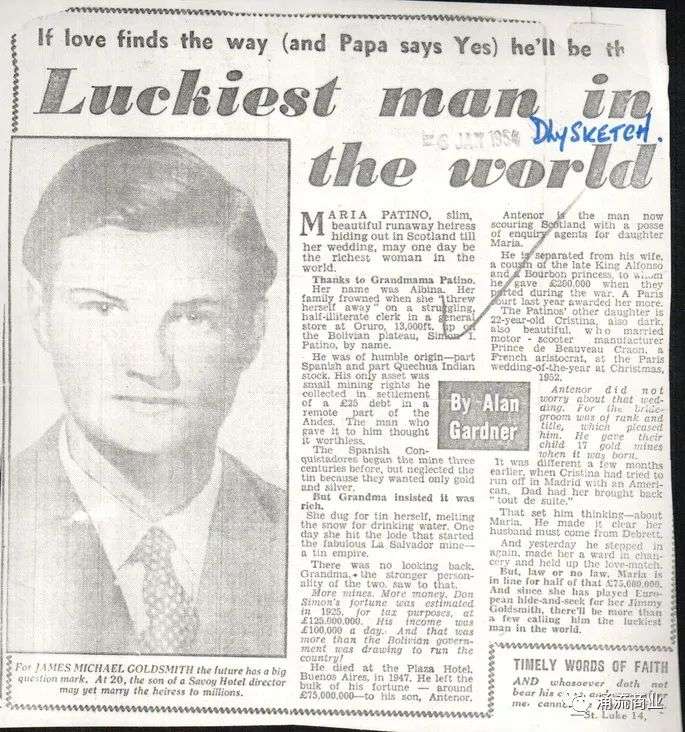 If love finds the way (and Papa says Yes) he'll be th
Luckiest man in
the world
JAN 1954
DlySKETCH.
MARIA PATINO, slim,
beautiful runaway heiress
hiding out in Scotland till
her wedding, may one day be
the richest woman in the
world.
Thanks to Grandmama Patino.
Her name was Albina. Her
family frowned when she "threw
herself away" on a struggling,
half-illiterate clerk in a general
store at Oruro, 13,000ft. up on
the Bolivian plateau, Simon I.
Patino, by name.
He was of humble origin—part
Spanish and part Quechua Indian
stock. His only asset was
small mining rights he
collected in settlement
of a £25 debt in a
remote part of the
Andes. The man who
gave it to him thought
it worthless.
The Spanish Con-
quistadores began the mine three
centuries before, but neglected the
tin because they wanted only gold
and silver.
But Grandma insisted it was
rich.
She dug for tin herself, melting
the snow for drinking water. One
day she hit the lode that started
the fabulous La Salvador mine—
a tin empire.
There was no looking back.
Grandma, the stronger person-
ality of the two, saw to that.
More mines. More money. Don
Simon's fortune was estimated
in 1925, for tax purposes, at
£125,000,000. His income was
£100,000 a day. And that was
more than the Bolivian govern-
ment was drawing to run the
country!
He died at the Plaza Hotel,
Buenos Aires, in 1947. He left the
bulk of his fortune — around
£75,000,000—to his son, Antenor.
By Alan
Gardner
Antenor is the man now
scouring Scotland with a posse
of enquiry agents for daughter
Maria.
He is separated from his wife,
a cousin of the late King Alfonso
and a Bourbon princess, to whom
he gave £260,000 when they
parted during the war. A Paris
court last year awarded her more.
The Patinos' other daughter is
22-year-old Cristina, also dark,
also beautiful, who married
motor-scooter manufacturer
Prince de Beauveau Craon, a
French aristocrat, at the Paris
wedding-of-the-year at Christmas,
1952.
Antenor did not
worry about that wed-
ding. For the bride-
groom was of rank and
title, which pleased
him. He gave their
child 17 gold mines
when it was born.
It was different a few months
earlier, when Cristina had tried to
run off in Madrid with an Ameri-
can. Dad had her brought back
"tout de suite."
That set him thinking—about
Maria. He made it clear her
husband must come from Debrett.
And yesterday he stepped in
again, made her a ward in chan-
cery and held up the love-match.
But, law or no law, Maria is
in line for half of that £75,000,000.
And since she has played Euro-
pean hide-and-seek for her Jimmy
Goldsmith, there'll be more than
a few calling him the luckiest
man in the world.
For JAMES MICHAEL GOLDSMITH the future has a big
question mark. At 20, the son of a Savoy Hotel director
may yet marry the heiress to millions.
TIMELY WORDS OF FAITH
AND whosoever doth not
bear his
me, cann
St. Luke 14,
涌流商业